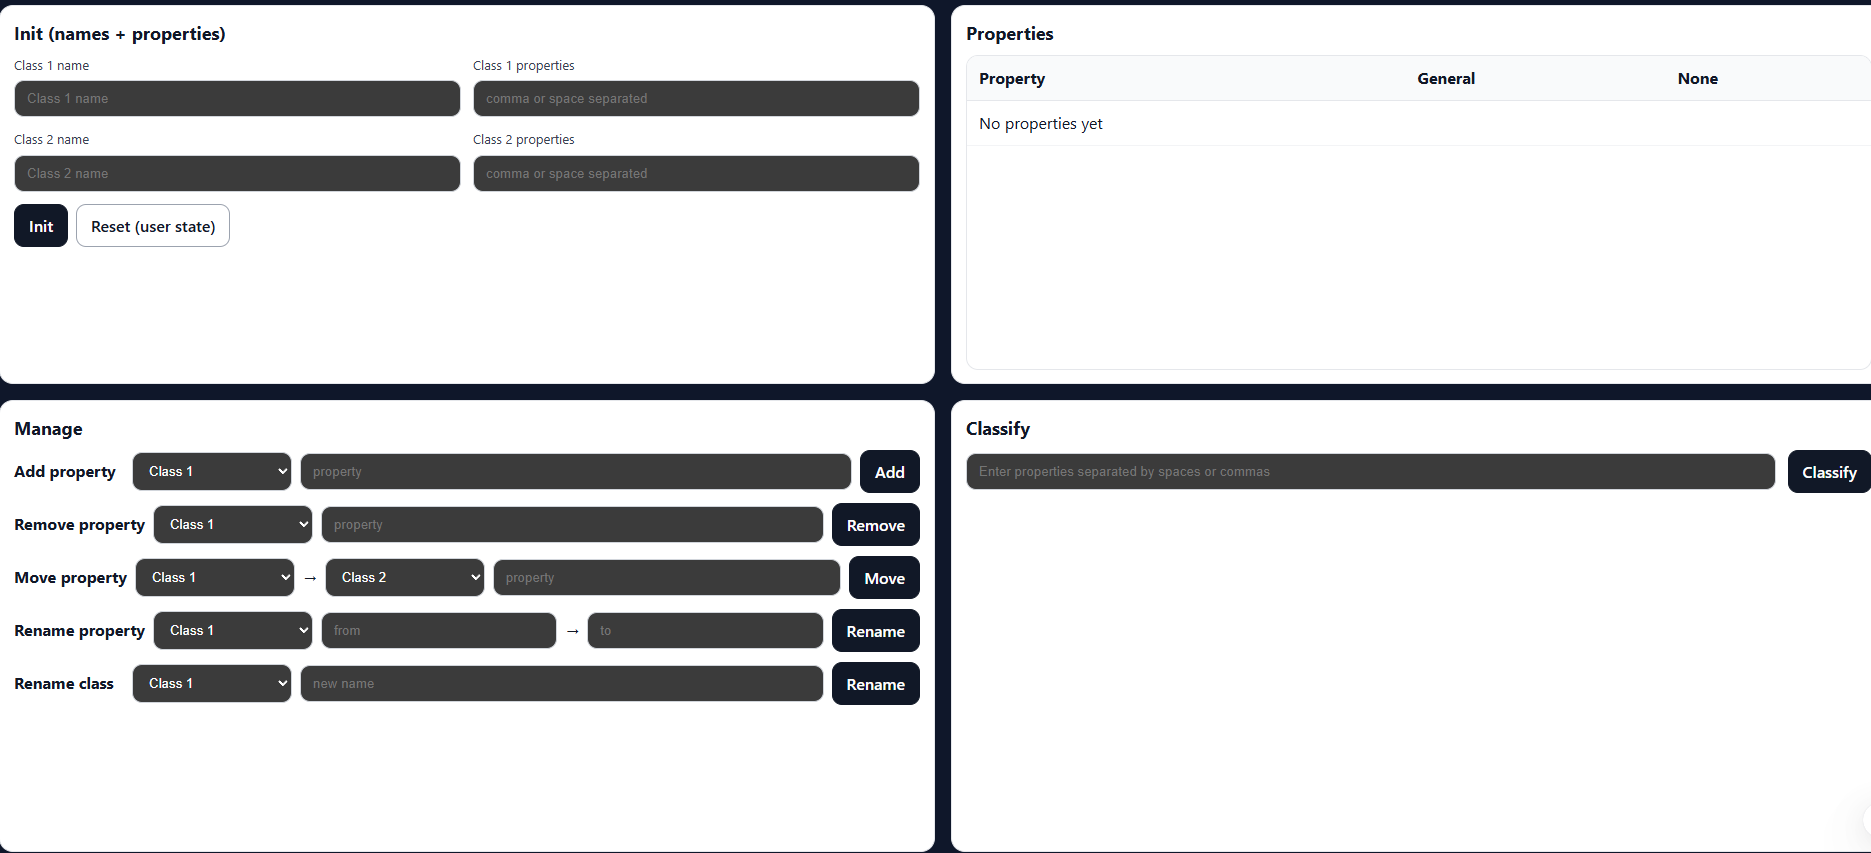 Init (names + properties)
Class 1 name
Class 1 properties
Class 1 name
comma or space separated
Class 2 name
Class 2 properties
Class 2 name
comma or space separated
Init
Reset (user state)
Properties
Property General None
No properties yet
Manage
Add property Class 1 property Add
Remove property Class 1 property Remove
Move property Class 1 → Class 2 property Move
Rename property Class 1 from → to Rename
Rename class Class 1 new name Rename
Classify
Enter properties separated by spaces or commas Classify